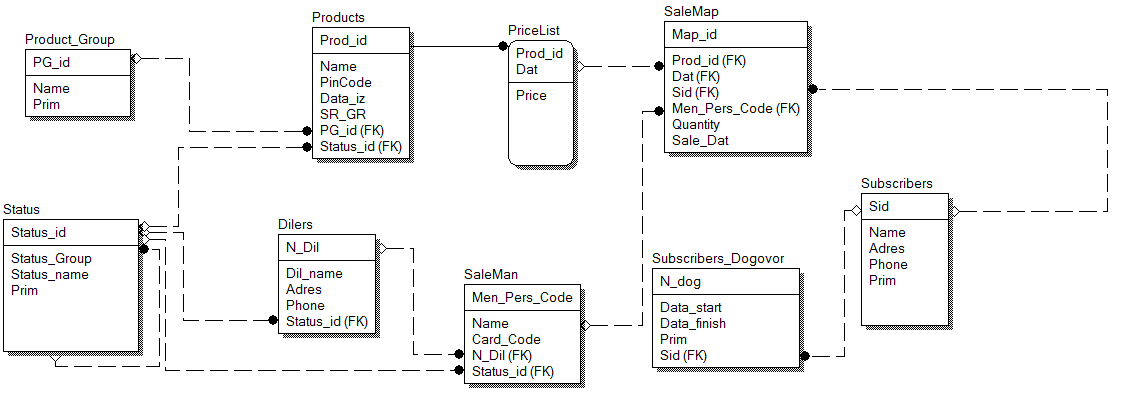 Product_Group
PG_id
Name
Prim
Products
Prod_id
Name
PinCode
Data_iz
SR_GR
PG_id (FK)
Status_id (FK)
PriceList
Prod_id
Dat
Price
SaleMap
Map_id
Prod_id (FK)
Dat (FK)
Sid (FK)
Men_Pers_Code (FK)
Quantity
Sale_Dat
Status
Status_id
Status_Group
Status_name
Prim
Dilers
N_Dil
Dil_name
Adres
Phone
Status_id (FK)
SaleMan
Men_Pers_Code
Name
Card_Code
N_Dil (FK)
Status_id (FK)
Subscribers_Dogovor
N_dog
Data_start
Data_finish
Prim
Sid (FK)
Subscribers
Sid
Name
Adres
Phone
Prim